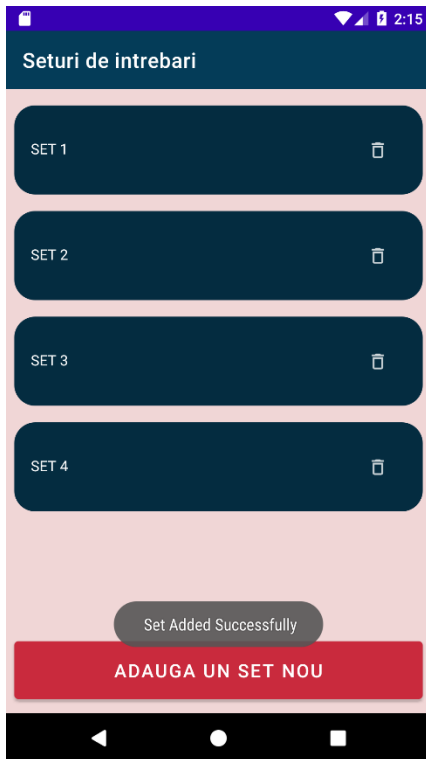 2:15
Seturi de intrebari
SET 1
SET 2
SET 3
SET 4
Set Added Successfully
ADAUGA UN SET NOU